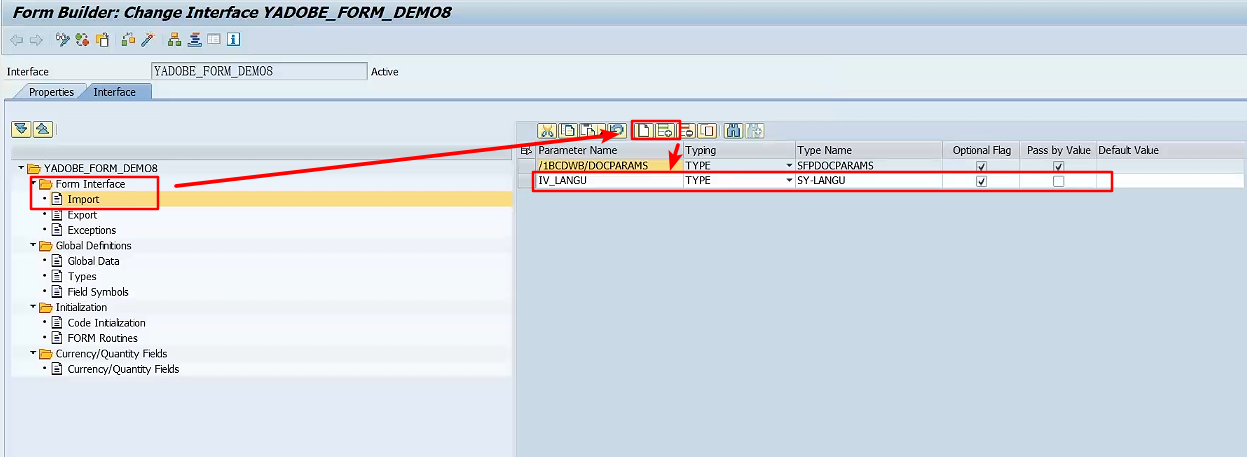 Form Builder: Change Interface YADOBE_FORM_DEMO8
Interface YADOBE_FORM_DEMO8 Active
Properties Interface
Parameter Name Typing Type Name Optional Flag Pass by Value Default Value
/1BCDWB/DOCPARAMS TYPE SFPDOCPARAMS
IV_LANGU TYPE SY-LANGU
YADOBE_FORM_DEMO8
Form Interface
Import
Export
Exceptions
Global Definitions
Global Data
Types
Field Symbols
Initialization
Code Initialization
FORM Routines
Currency/Quantity Fields
Currency/Quantity Fields